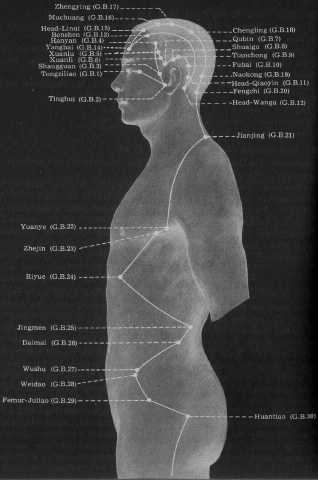 Zhengying (G.B.17)
Muchuang (G.B.16)
Head-Linqi (G.B.15)
Benshen (G.B.13)
Hanyan (G.B.4)
Yangbai (G.B.14)
Xuanlu (G.B.5)
Xuanli (G.B.6)
Shangguan (G.B.3)
Tongziliao (G.B.1)
Tinghui (G.B.2)
Chengling (G.B.18)
Qubin (G.B.7)
Shuaigu (G.B.8)
Tianchong (G.B.9)
Fubai (G.B.10)
Naokong (G.B.19)
Head-Qiaoyin (G.B.11)
Fengchi (G.B.20)
Head-Wangu (G.B.12)
Jianjing (G.B.21)
Yuanye (G.B.22)
Zhejin (G.B.23)
Riyue (G.B.24)
Jingmen (G.B.25)
Daimai (G.B.26)
Wushu (G.B.27)
Weidao (G.B.28)
Femur-Juliao (G.B.29)
Huantiao (G.B.30)